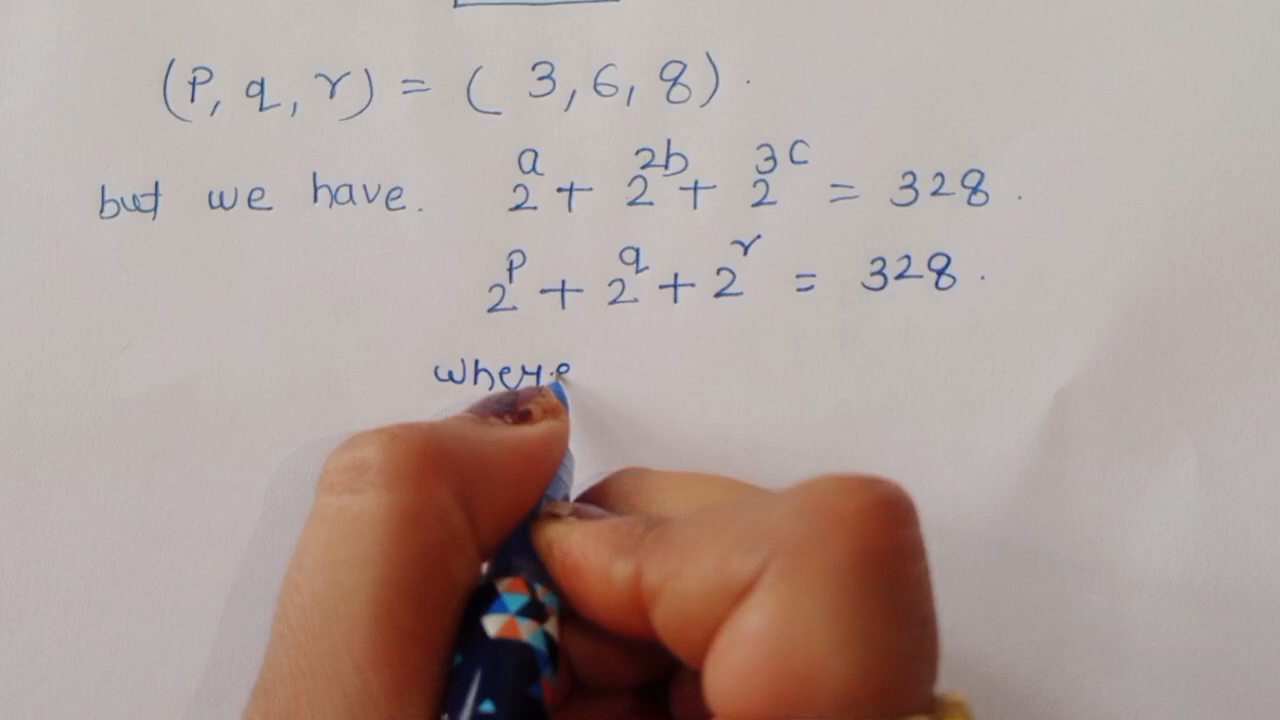 (P, q, r) = ( 3, 6, 8) .
but we have. 2^a + 2^2b + 2^3c = 328 .
2^p + 2^q + 2^r = 328 .
where